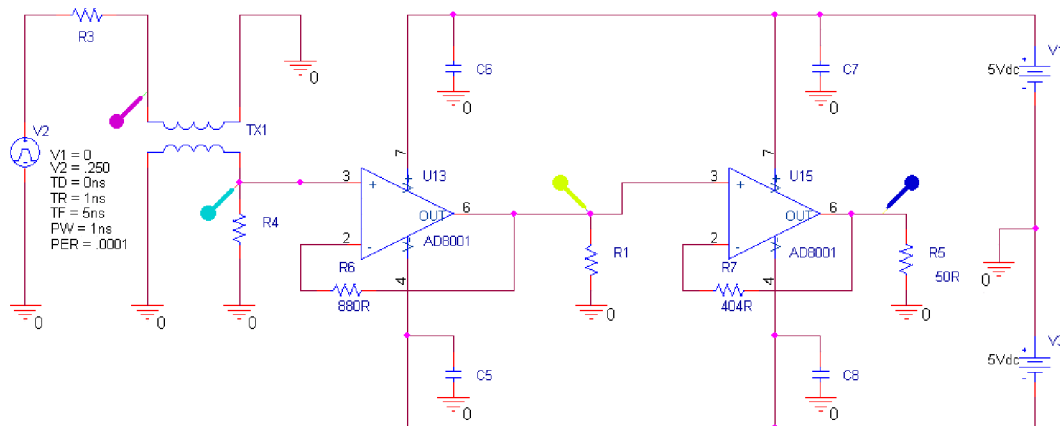 R3
0
C6
0
C7
0
V1
5Vdc
V2
V1 = 0
V2 = .250
TD = 0ns
TR = 1ns
TF = 5ns
PW = 1ns
PER = .0001
TX1
R4
7
U13
3
+
OUT
6
2
-
AD8001
R6
880R
4
R1
0
7
U15
3
+
OUT
6
2
-
AD8001
R7
404R
4
R5
50R
0
0
0
0
0
C5
0
C8
0
5Vdc